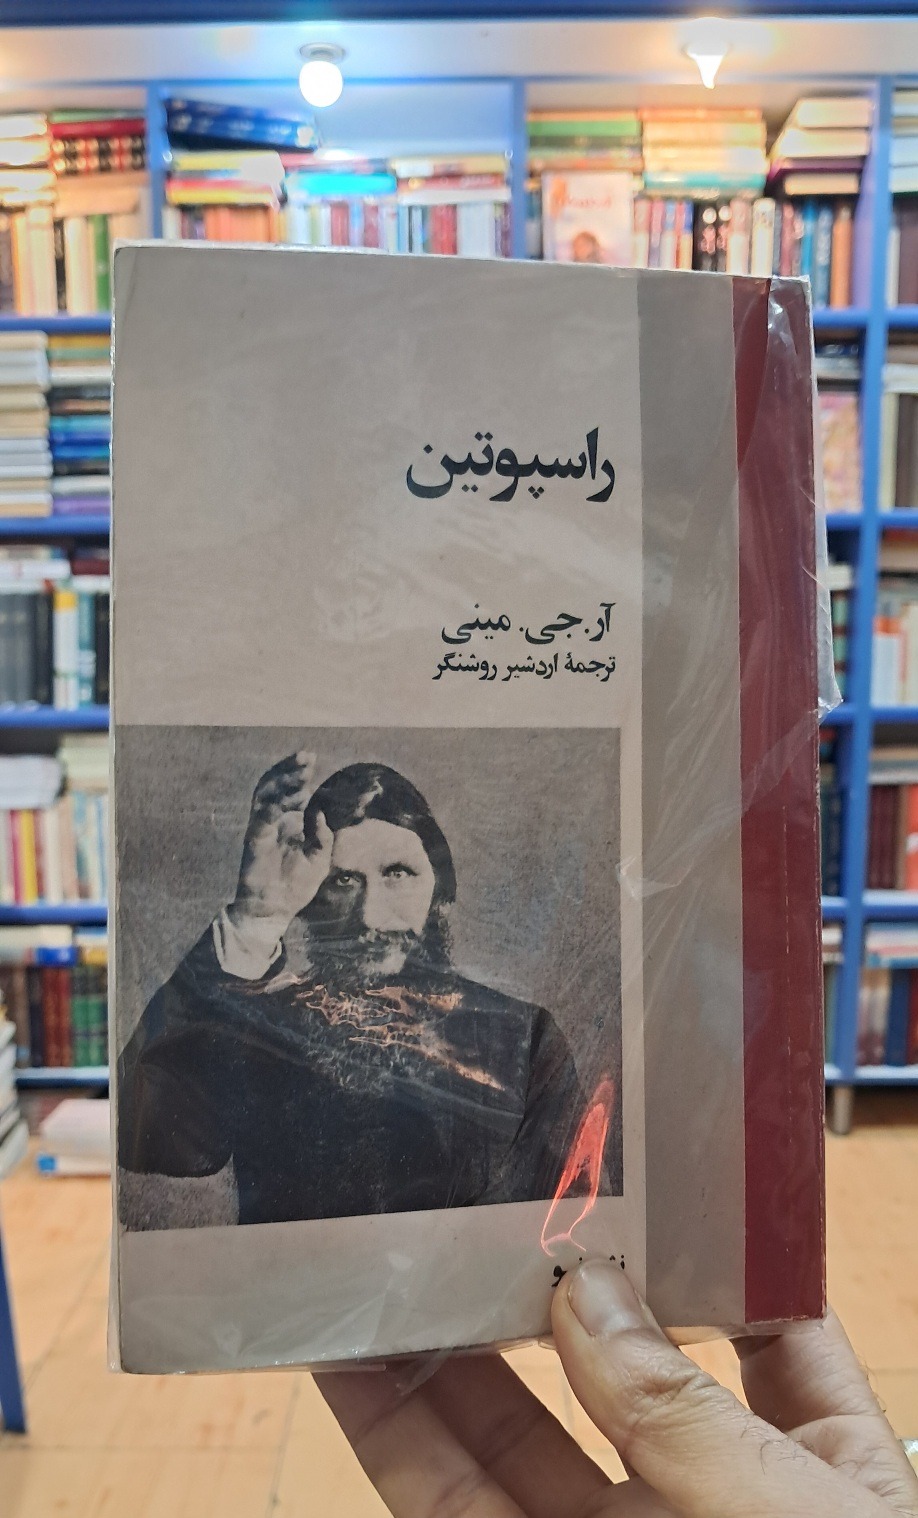 راسپوتین
آر.جی. مینی
ترجمهٔ اردشیر روشنگر